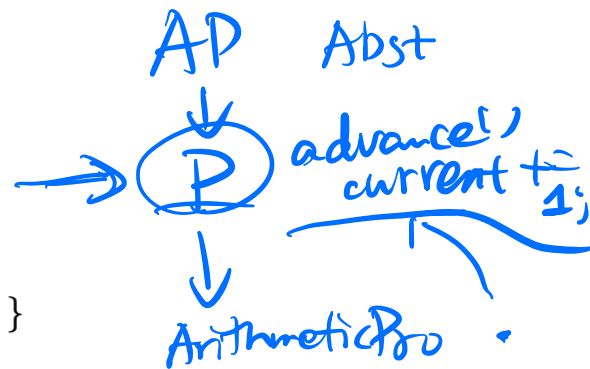 AP Abst
P advance()
current += 1;
}
ArithmeticPro